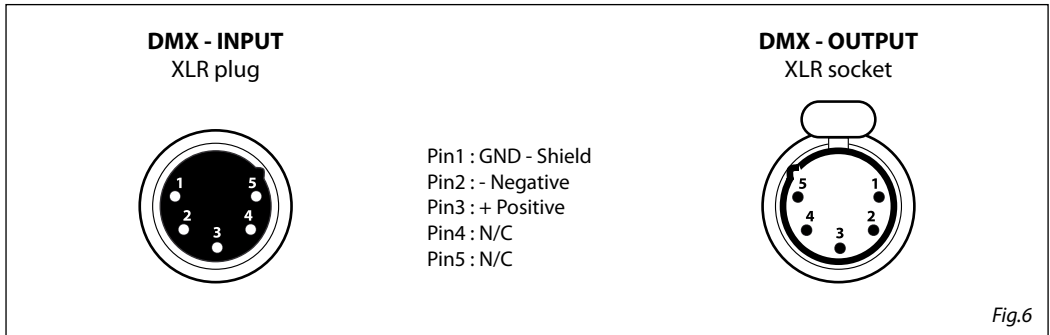 DMX - INPUT
XLR plug
1
5
2
4
3
Pin1 : GND - Shield
Pin2 : - Negative
Pin3 : + Positive
Pin4 : N/C
Pin5 : N/C
DMX - OUTPUT
XLR socket
5
1
4
2
3
Fig.6